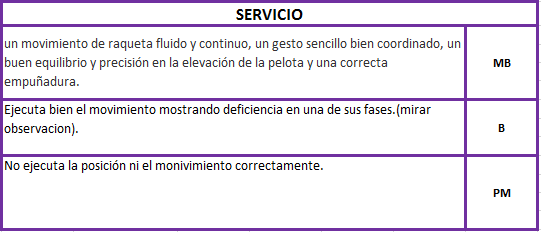 SERVICIO
un movimiento de raqueta fluido y continuo, un gesto sencillo bien coordinado, un
buen equilibrio y precisión en la elevación de la pelota y una correcta
empuñadura.
MB
Ejecuta bien el movimiento mostrando deficiencia en una de sus fases.(mirar
observacion).
B
No ejecuta la posición ni el monivimiento correctamente.
PM